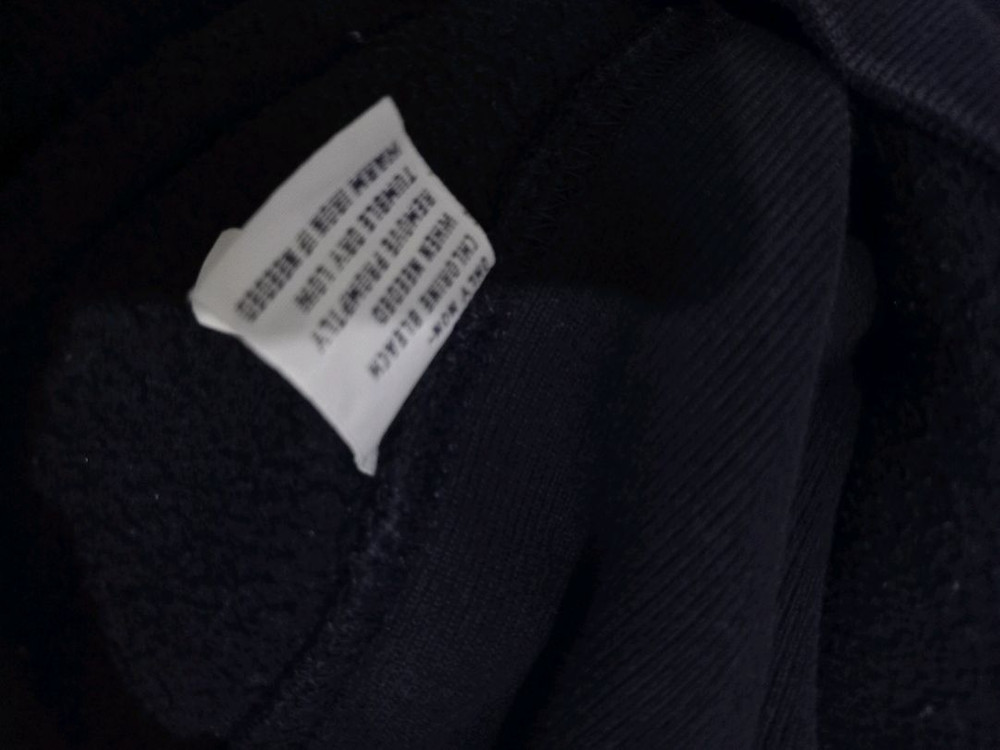 ONLY NON-
CHLORINE BLEACH
WHEN NEEDED
REMOVE PROMPTLY
TUMBLE DRY LOW
WARM IRON IF NEEDED